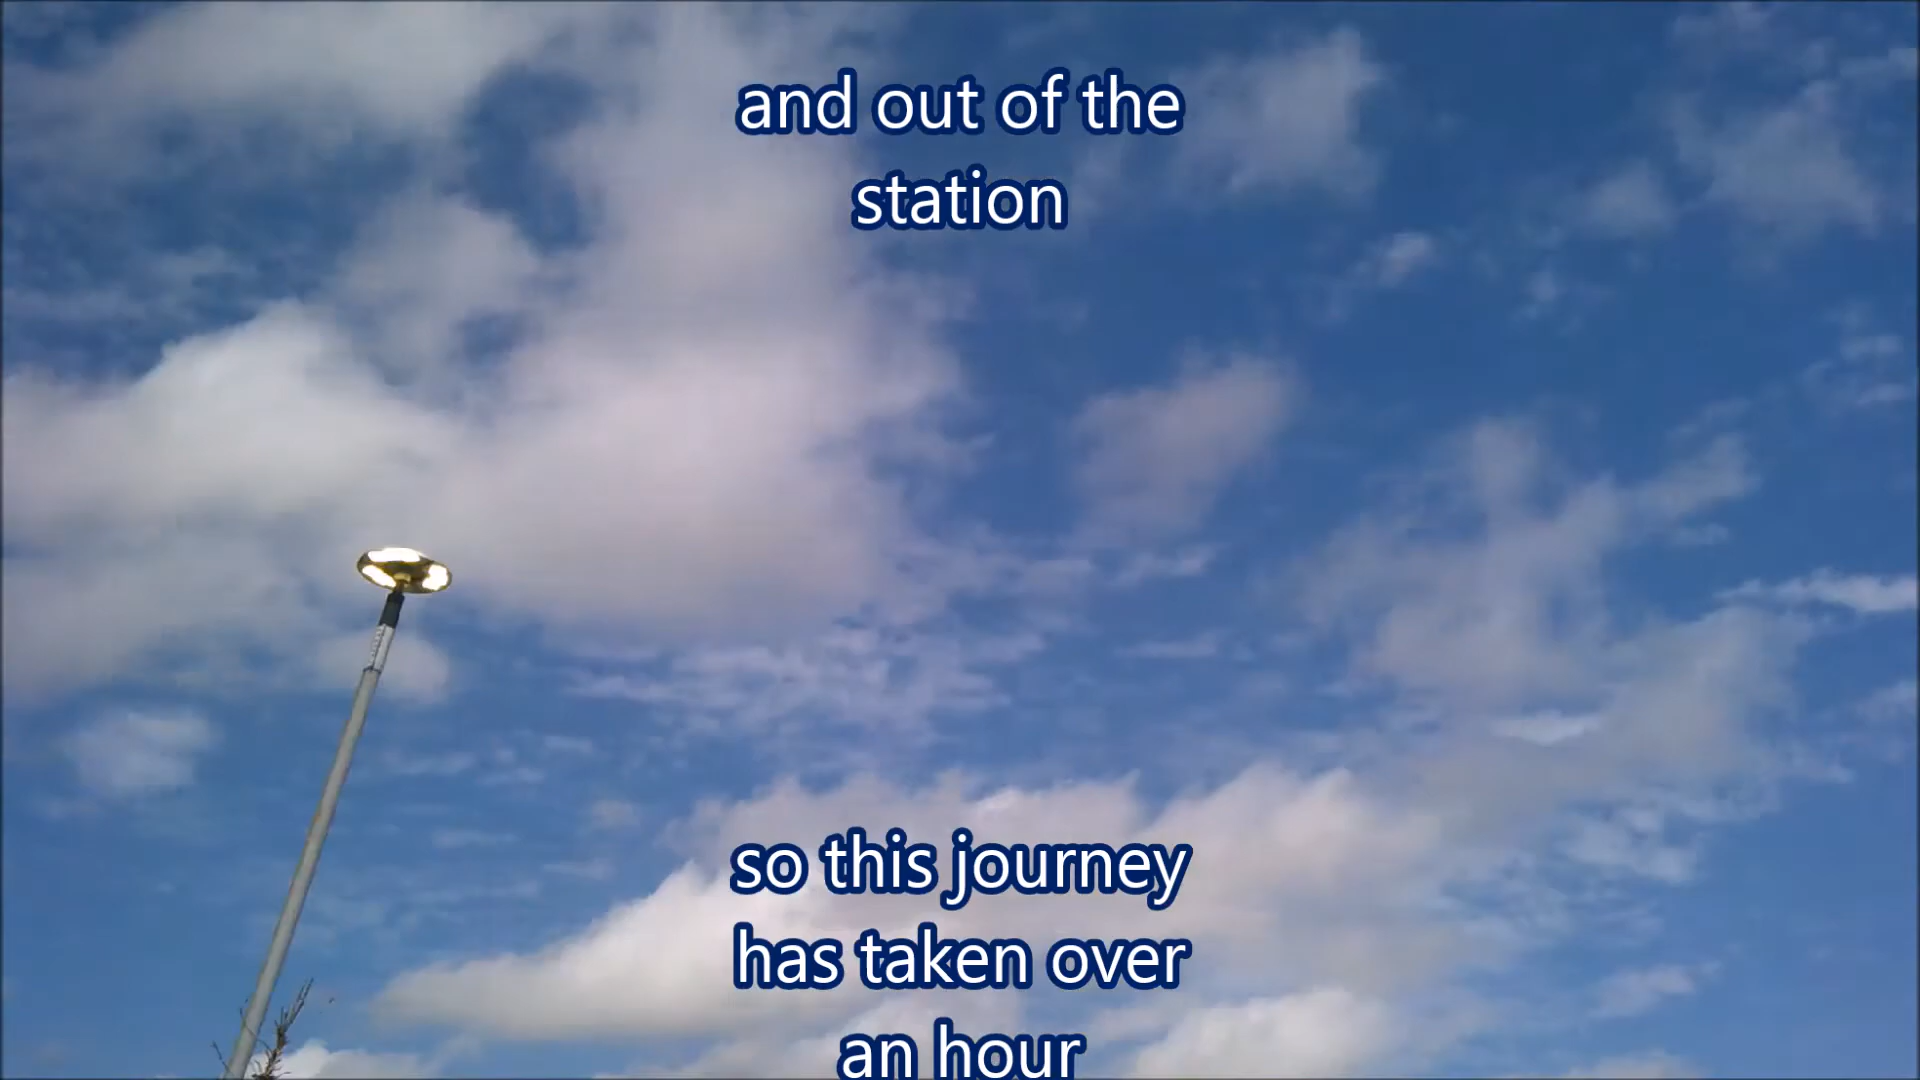 and out of the
station
so this journey
has taken over
an hour